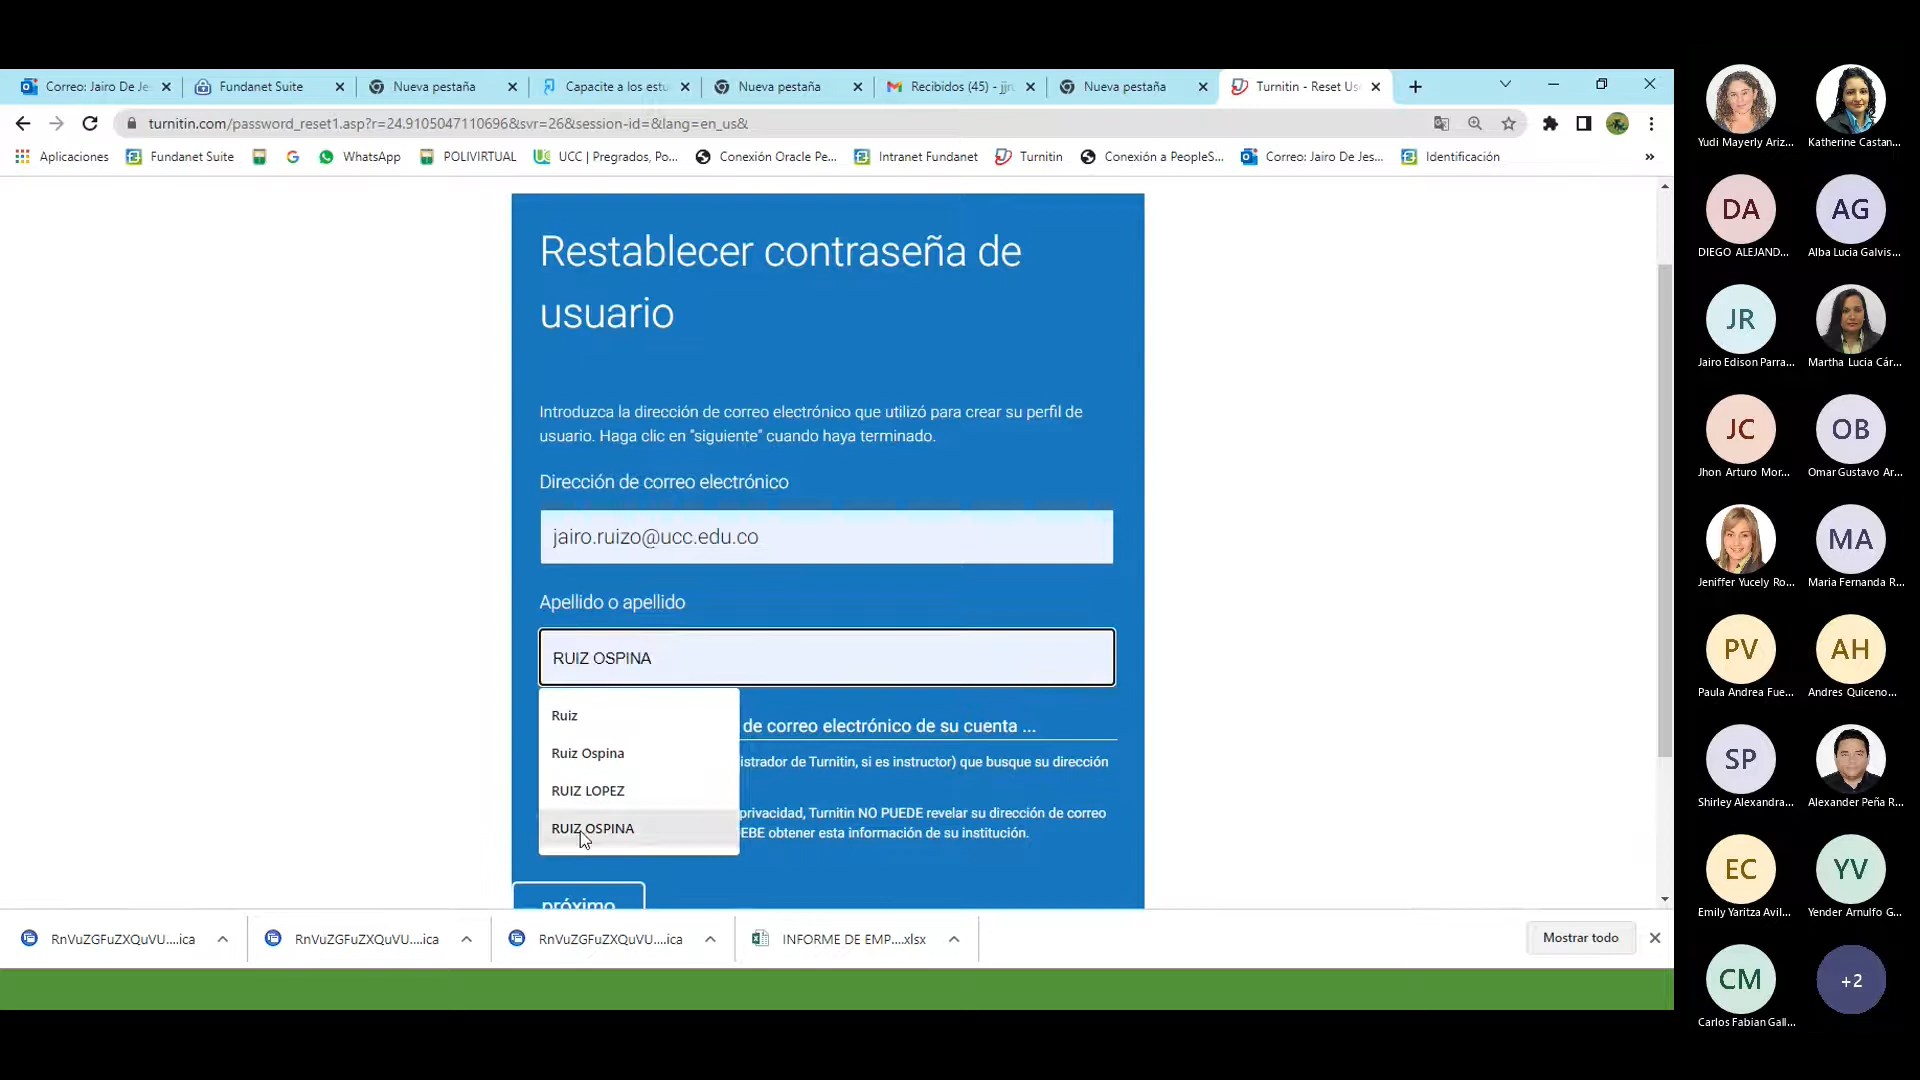 Correo: Jairo De Je
Fundanet Suite
Nueva pestaña
Capacite a los estu
Nueva pestaña
Recibidos (45) - jjr
Nueva pestaña
Turnitin - Reset Us
turnitin.com/password_reset1.asp?r=24.9105047110696&svr=26&session-id=&lang=en_us&
Aplicaciones
Fundanet Suite
WhatsApp
POLIVIRTUAL
UCC | Pregrados, Po...
Conexión Oracle Pe...
Intranet Fundanet
Turnitin
Conexión a PeopleS...
Correo: Jairo De Jes...
Identificación
»
Restablecer contraseña de
usuario
Introduzca la dirección de correo electrónico que utilizó para crear su perfil de
usuario. Haga clic en "siguiente" cuando haya terminado.
Dirección de correo electrónico
jairo.ruizo@ucc.edu.co
Apellido o apellido
RUIZ OSPINA
Ruiz
Ruiz Ospina
RUIZ LOPEZ
RUIZ OSPINA
de correo electrónico de su cuenta ...
istrador de Turnitin, si es instructor) que busque su dirección
privacidad, Turnitin NO PUEDE revelar su dirección de correo
EBE obtener esta información de su institución.
próximo
RnVuZGFuZXQuVU....ica
RnVuZGFuZXQuVU....ica
RnVuZGFuZXQuVU....ica
INFORME DE EMP....xlsx
Mostrar todo
Yudi Mayerly Ariz...
Katherine Castan...
DA
DIEGO ALEJAND...
AG
Alba Lucia Galvis...
JR
Jairo Edison Parra...
Martha Lucia Cár...
JC
Jhon Arturo Mor...
OB
Omar Gustavo Ar...
Jeniffer Yucely Ro...
MA
Maria Fernanda R...
PV
Paula Andrea Fue...
AH
Andres Quiceno...
SP
Shirley Alexandra...
Alexander Peña R...
EC
Emily Yaritza Avil...
YV
Yender Arnulfo G...
CM
Carlos Fabian Gall...
+2